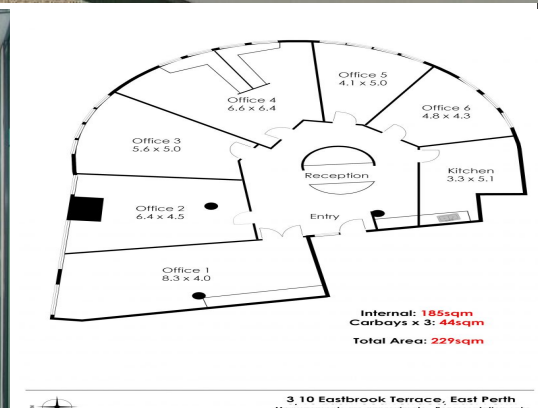 Office 5
4.1 x 5.0
Office 4
6.6 x 6.4
Office 6
4.8 x 4.3
Office 3
5.6 x 5.0
Reception
Kitchen
3.3 x 5.1
Office 2
6.4 x 4.5
Entry
Office 1
8.3 x 4.0
Internal: 185sqm
Carbays x 3: 44sqm
Total Area: 229sqm
3 10 Eastbrook Terrace, East Perth